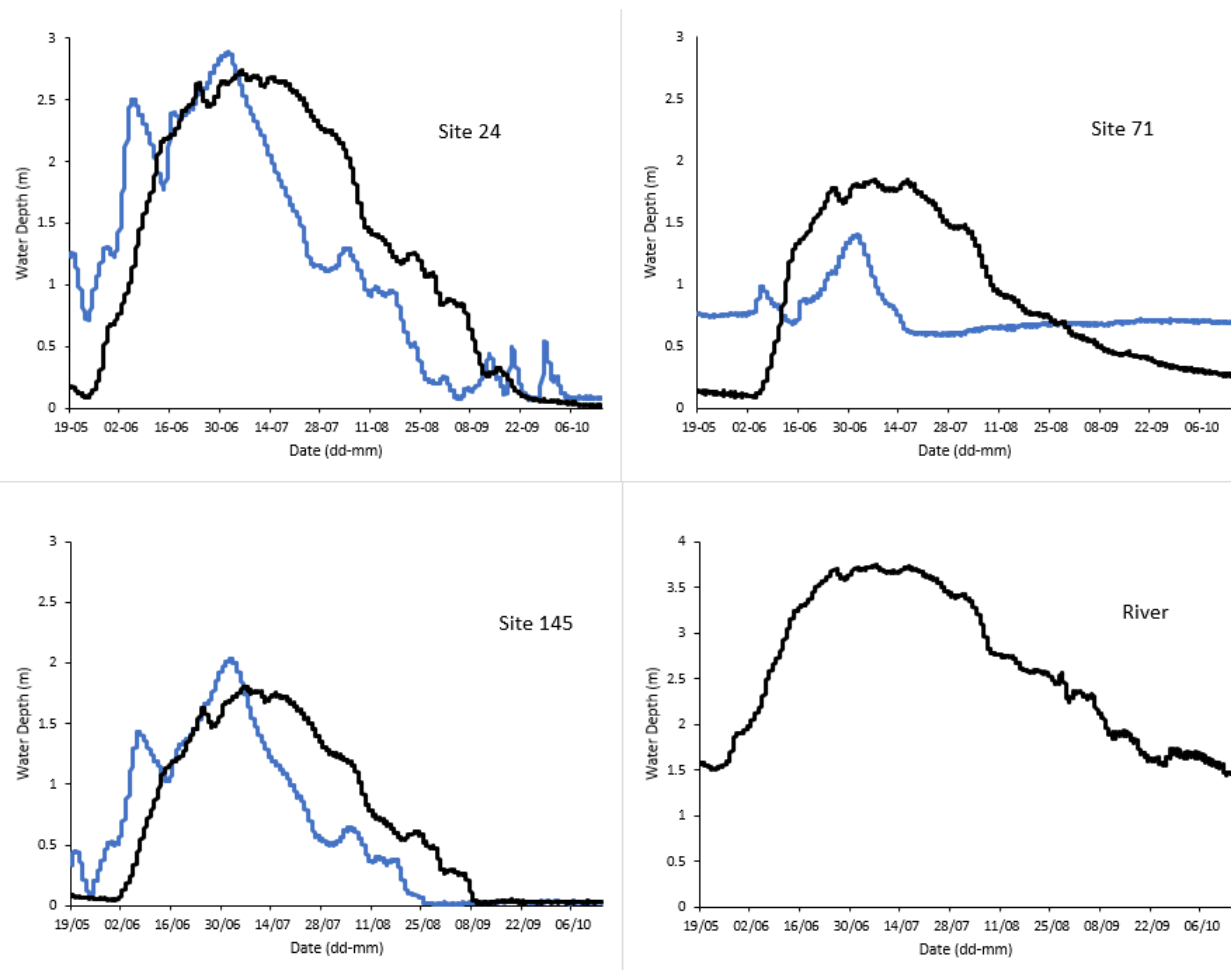 3
2.5
2
1.5
1
0.5
0
Water Depth (m)
Site 24
19-05 02-06 16-06 30-06 14-07 28-07 11-08 25-08 08-09 22-09 06-10
Date (dd-mm)
3
2.5
2
1.5
1
0.5
0
Water Depth (m)
Site 71
19-05 02-06 16-06 30-06 14-07 28-07 11-08 25-08 08-09 22-09 06-10
Date (dd-mm)
3
2.5
2
1.5
1
0.5
0
Water Depth (m)
Site 145
19/05 02/06 16/06 30/06 14/07 28/07 11/08 25/08 08/09 22/09 06/10
Date (dd-mm)
4
3.5
3
2.5
2
1.5
1
0.5
0
Water Depth (m)
River
19/05 02/06 16/06 30/06 14/07 28/07 11/08 25/08 08/09 22/09 06/10
Date (dd-mm)